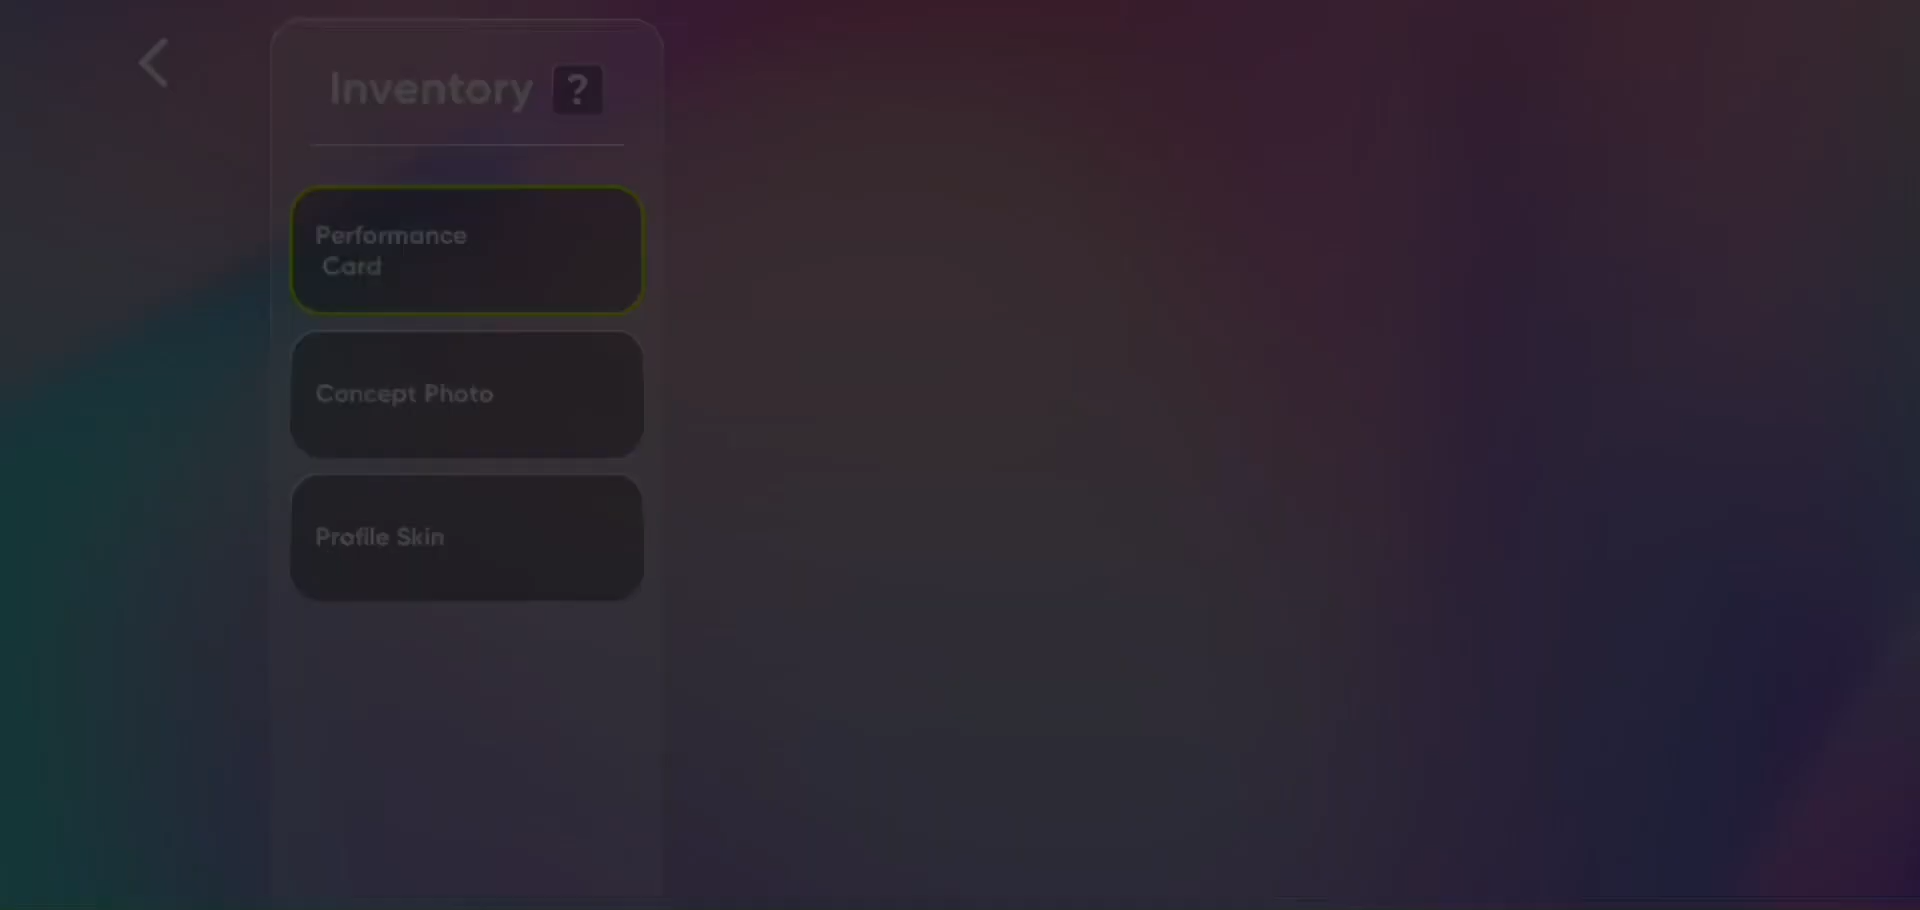 Inventory ?
Performance
Card
Concept Photo
Profile Skin